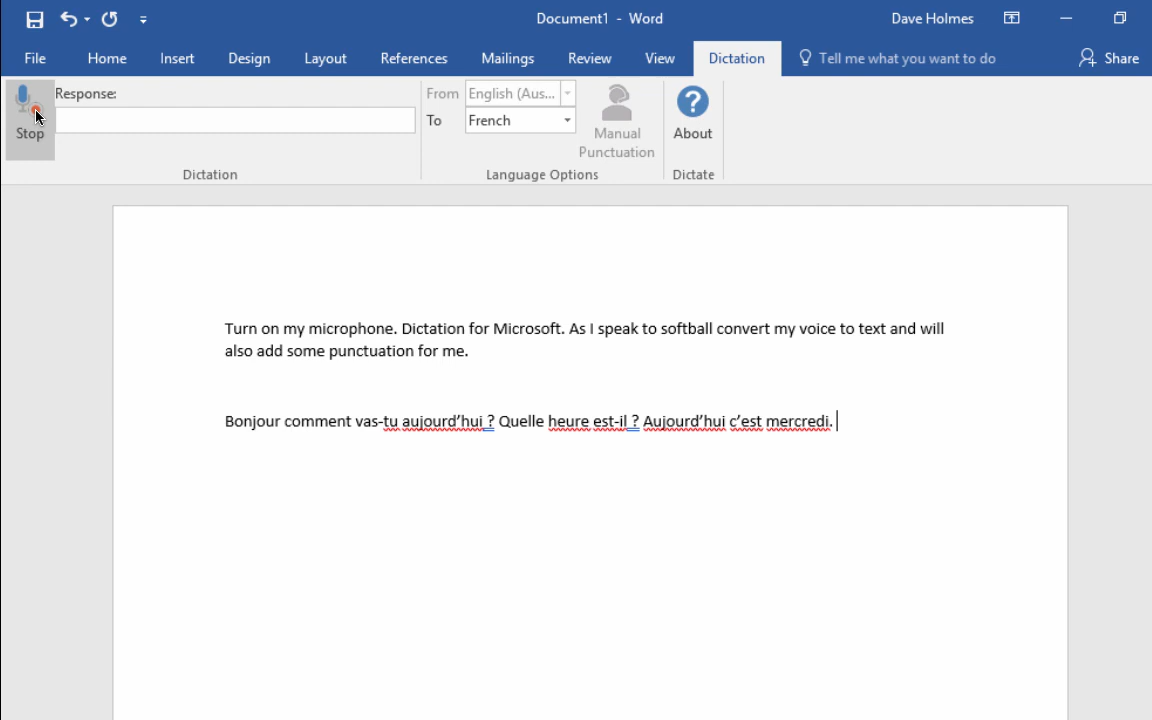 Document1 - Word
Dave Holmes
File Home Insert Design Layout References Mailings Review View Dictation Tell me what you want to do Share
Response: From English (Aus...
Stop To French Manual Punctuation About
Dictation Language Options Dictate
Turn on my microphone. Dictation for Microsoft. As I speak to softball convert my voice to text and will
also add some punctuation for me.
Bonjour comment vas-tu aujourd’hui ? Quelle heure est-il ? Aujourd’hui c’est mercredi.